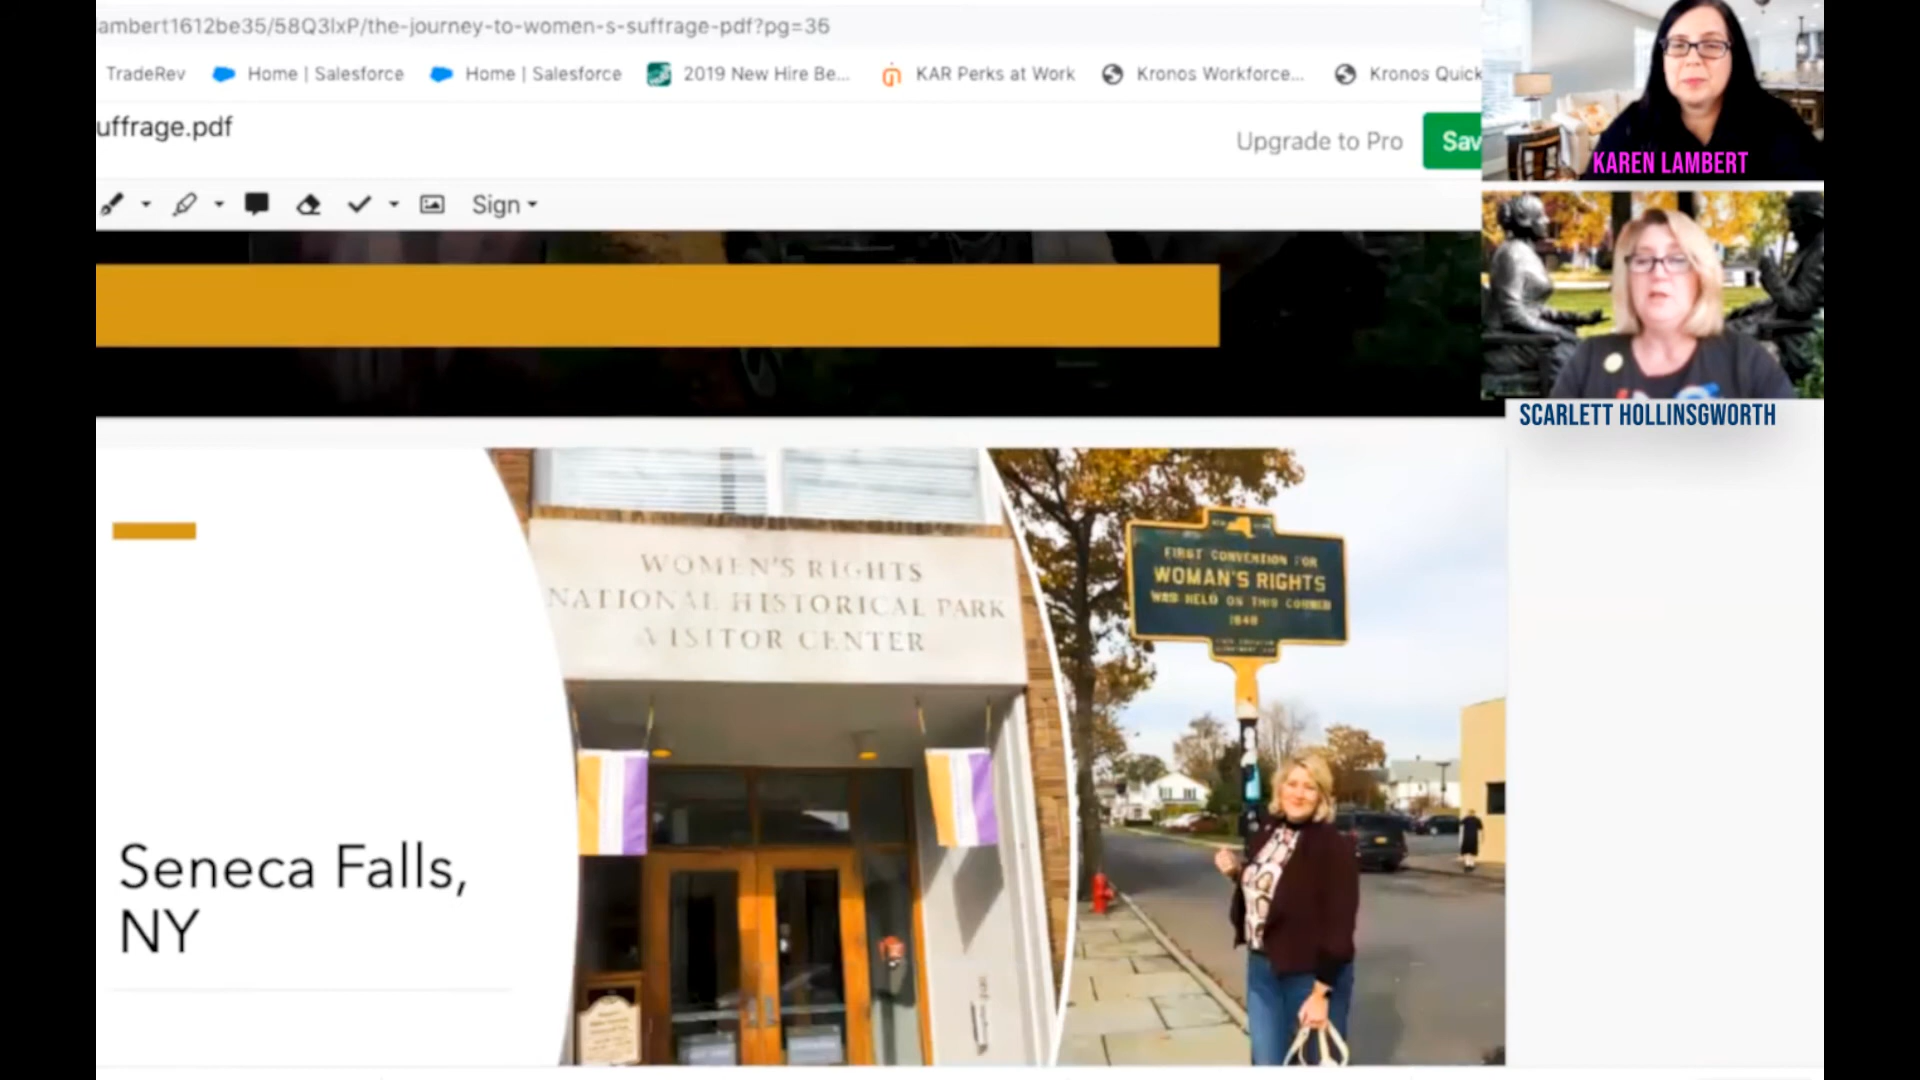 ambert1612be35/58Q3lxP/the-journey-to-women-s-suffrage-pdf?pg=36
TradeRev Home | Salesforce Home | Salesforce 2019 New Hire Be... KAR Perks at Work Kronos Workforce... Kronos Quick
uffrage.pdf
Upgrade to Pro Sav
Sign
KAREN LAMBERT
SCARLETT HOLLINSGWORTH
WOMEN'S RIGHTS
NATIONAL HISTORICAL PARK
VISITOR CENTER
FIRST CONVENTION FOR
WOMAN'S RIGHTS
WAS HELD ON THIS CORNER
1848
Seneca Falls,
NY